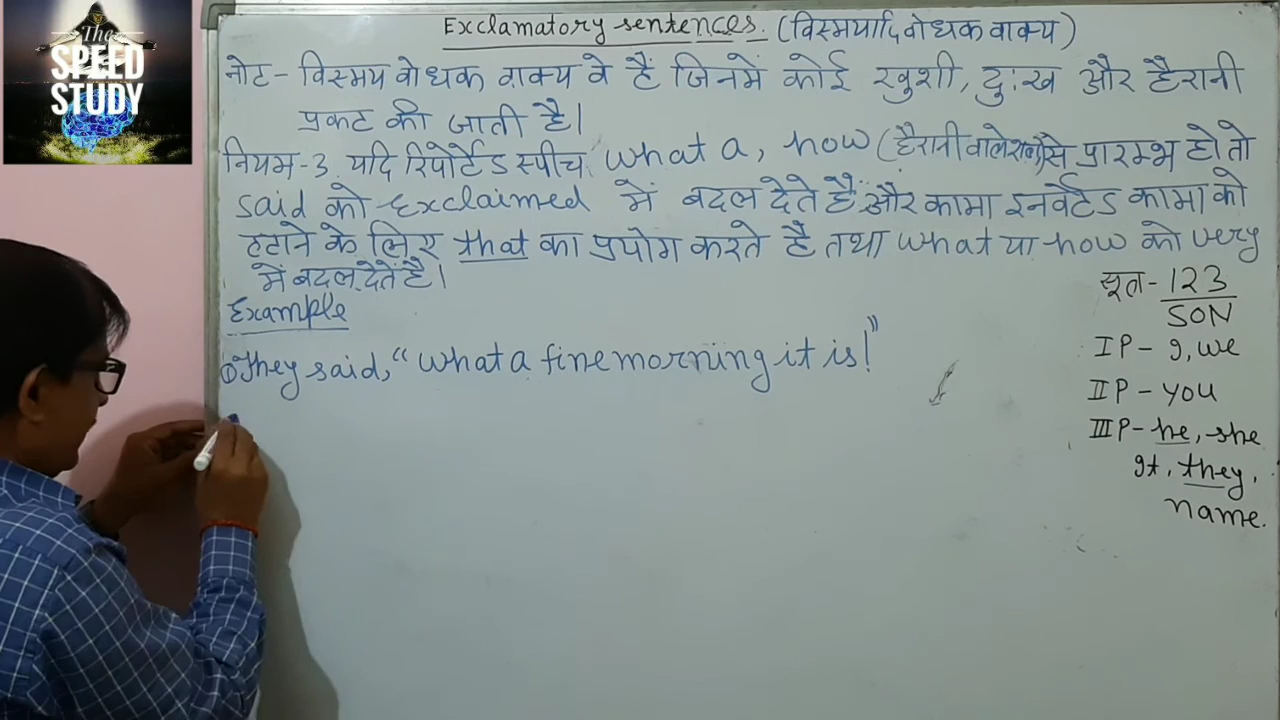 The
SPEED
STUDY
Exclamatory sentences. (विस्मयादि बोधक वाक्य)
नोट- विस्मय बोधक वाक्य वे हैं जिनमें कोई खुशी, दुःख और हैरानी
प्रकट की जाती है।
नियम-3. यदि रिपोर्टेड स्पीच what a, how (हैरानी वाले से प्रारम्भ हो तो
said को exclaimed में बदल देते हैं और कामा इनवर्टेड कामा को
हटाने के लिए that का प्रयोग करते हैं तथा what या how को very
में बदल देतें है।
सूत्र- 123
SON
Example
I P - I, we
① They said, “What a fine morning it is!”
II P - you
III P- he, she
It, they,
name.